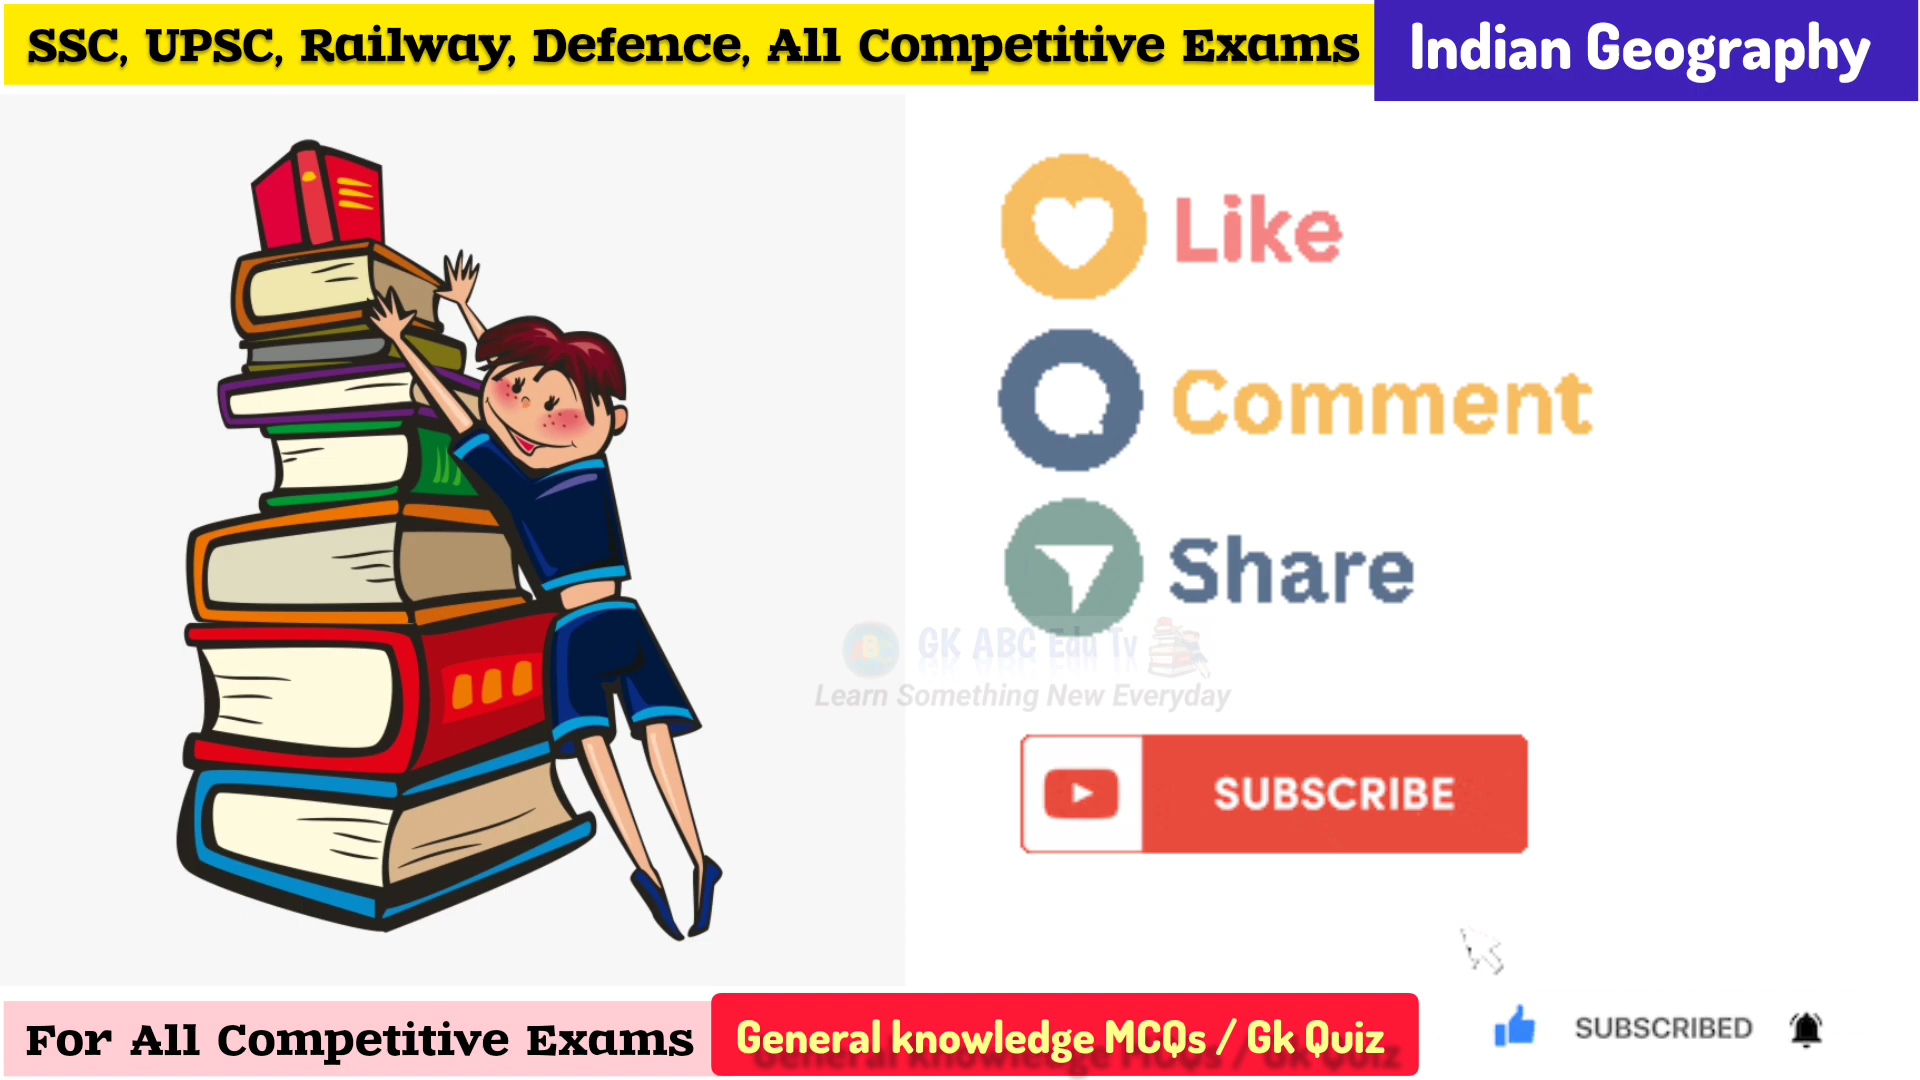 SSC, UPSC, Railway, Defence, All Competitive Exams
Indian Geography
Like
Comment
Share
GK ABC Edu Tv
Learn Something New Everyday
SUBSCRIBE
For All Competitive Exams
General knowledge MCQs / Gk Quiz
SUBSCRIBED